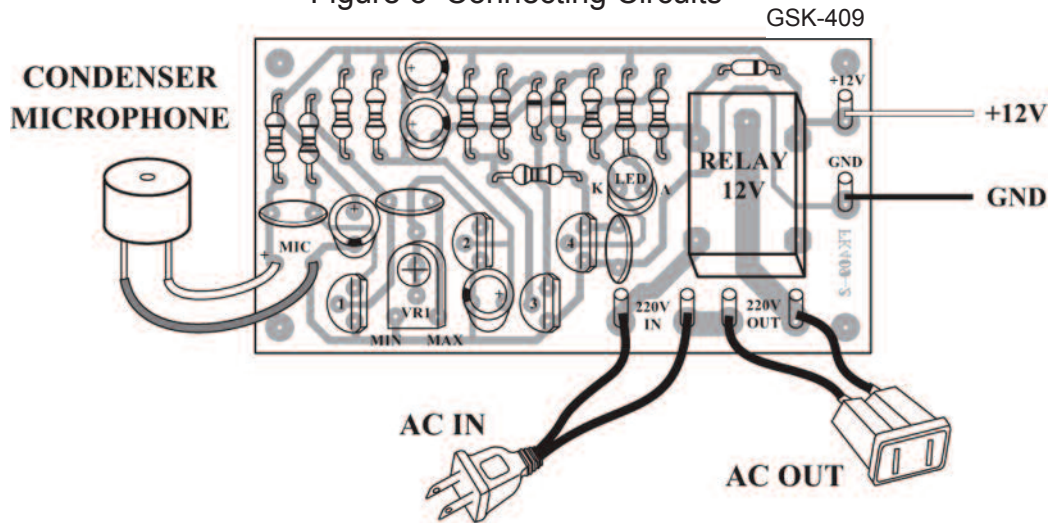 Figure 3 Connecting Circuits
GSK-409
CONDENSER
MICROPHONE
+12V
+12V
GND
GND
RELAY
12V
K
LED
A
MIC
+
1
2
3
4
VR1
MIN
MAX
220V
IN
220V
OUT
AC IN
AC OUT